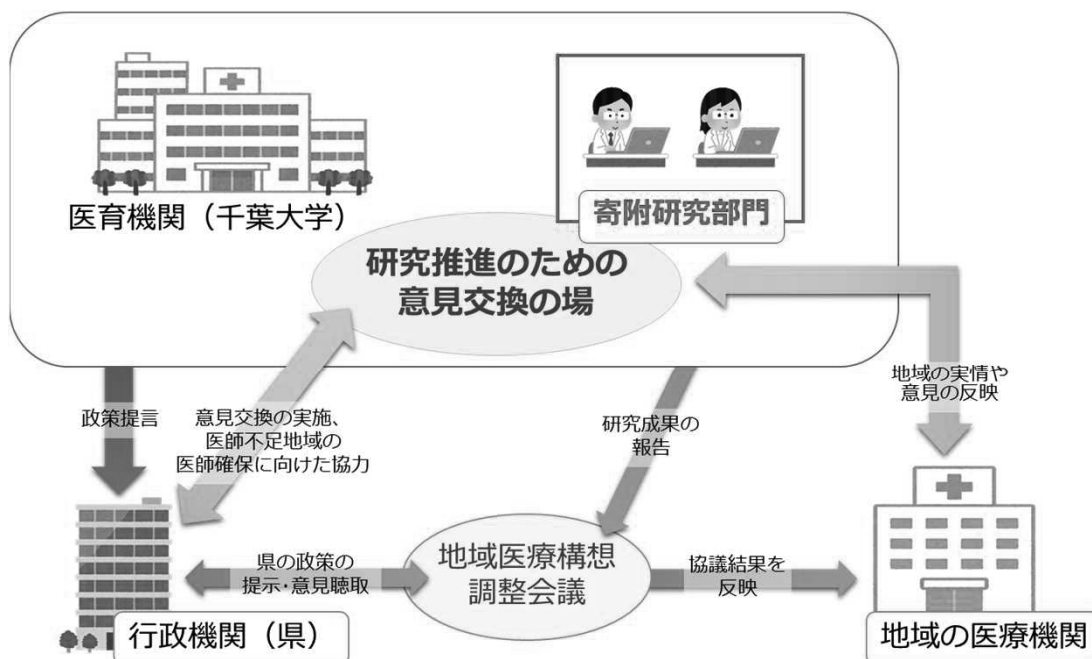 医育機関（千葉大学）
寄附研究部門
研究推進のための
意見交換の場
政策提言
意見交換の実施、
医師不足地域の
医師確保に向けた協力
研究成果の
報告
地域の実情や
意見の反映
県の政策の
提示・意見聴取
地域医療構想
調整会議
協議結果を
反映
行政機関（県）
地域の医療機関